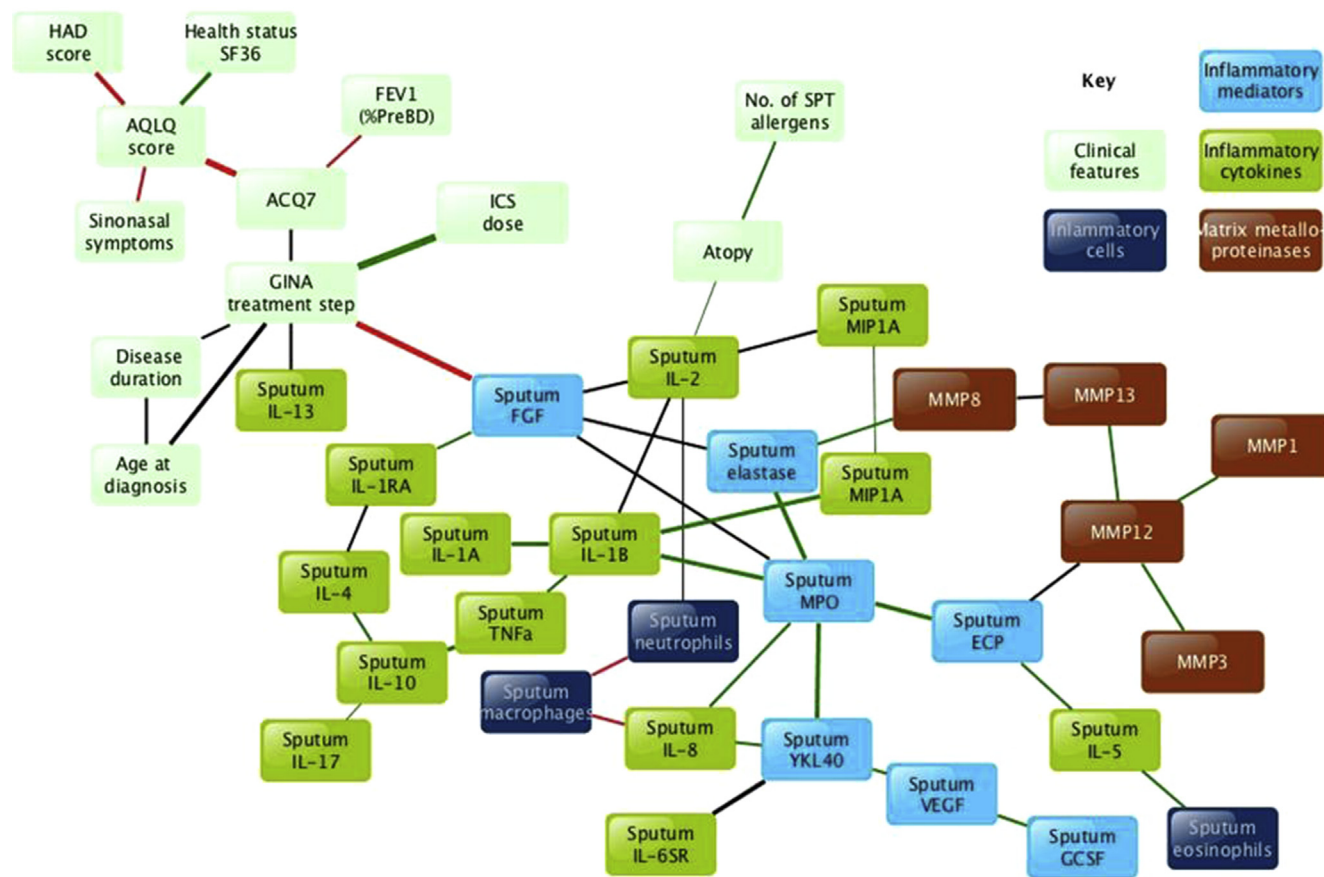 HAD
score
Health status
SF36
FEV1
(%PreBD)
AQLQ
score
ACQ7
Sinonasal
symptoms
ICS
dose
GINA
treatment step
Disease
duration
Sputum
IL-13
Age at
diagnosis
No. of SPT
allergens
Atopy
Key
Inflammatory
mediators
Clinical
features
Inflammatory
cytokines
Inlammatory
cells
Matrix metallo-
proteinases
Sputum
MIP1A
Sputum
IL-2
Sputum
FGF
MMP8
MMP13
MMP1
Sputum
elastase
Sputum
MIP1A
Sputum
IL-1RA
Sputum
IL-1A
Sputum
IL-1B
MMP12
Sputum
IL-4
Sputum
TNFa
Sputum
MPO
Sputum
neutrophils
Sputum
ECP
MMP3
Sputum
IL-10
Sputum
macrophages
Sputum
IL-17
Sputum
IL-8
Sputum
YKL40
Sputum
IL-5
Sputum
VEGF
Sputum
IL-6SR
Sputum
GCSF
Sputum
eosinophils